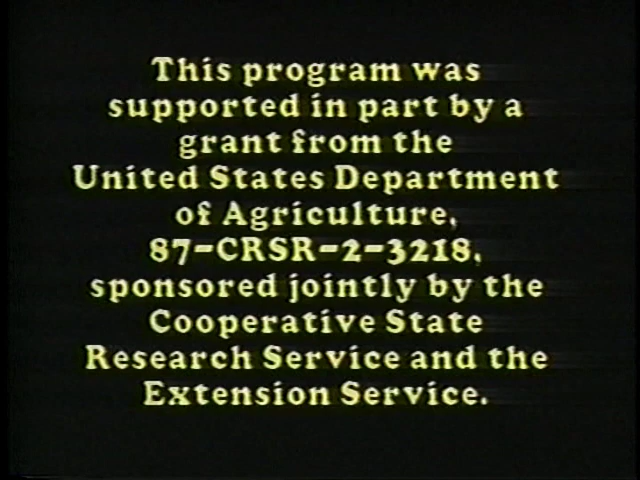 This program was
supported in part by a
grant from the
United States Department
of Agriculture,
87-CRSR-2-3218,
sponsored jointly by the
Cooperative State
Research Service and the
Extension Service.